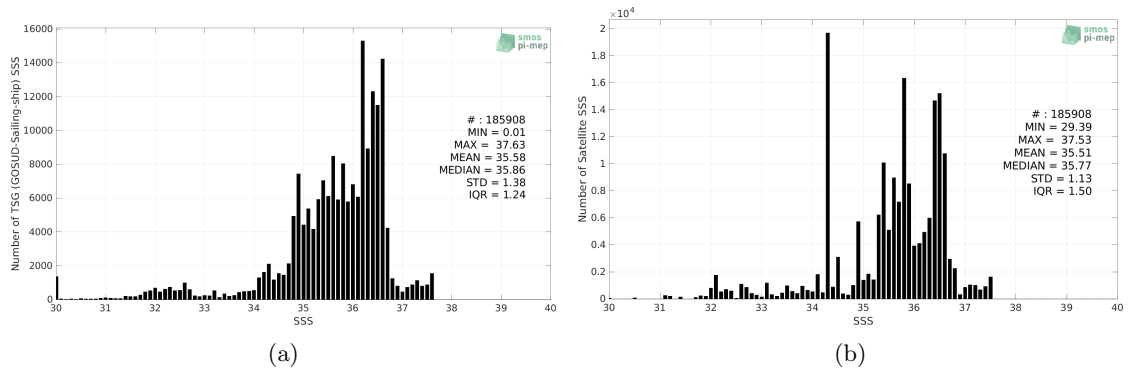 16000
14000
12000
10000
8000
6000
4000
2000
0
Number of TSG (GOSUD-Sailing-ship) SSS
smos
pi-mep
# : 185908
MIN = 0.01
MAX = 37.63
MEAN = 35.58
MEDIAN = 35.86
STD = 1.38
IQR = 1.24
30 31 32 33 34 35 36 37 38 39 40
SSS
(a)
×10⁴
2
1.8
1.6
1.4
1.2
1
0.8
0.6
0.4
0.2
0
Number of Satellite SSS
smos
pi-mep
# : 185908
MIN = 29.39
MAX = 37.53
MEAN = 35.51
MEDIAN = 35.77
STD = 1.13
IQR = 1.50
30 31 32 33 34 35 36 37 38 39 40
SSS
(b)